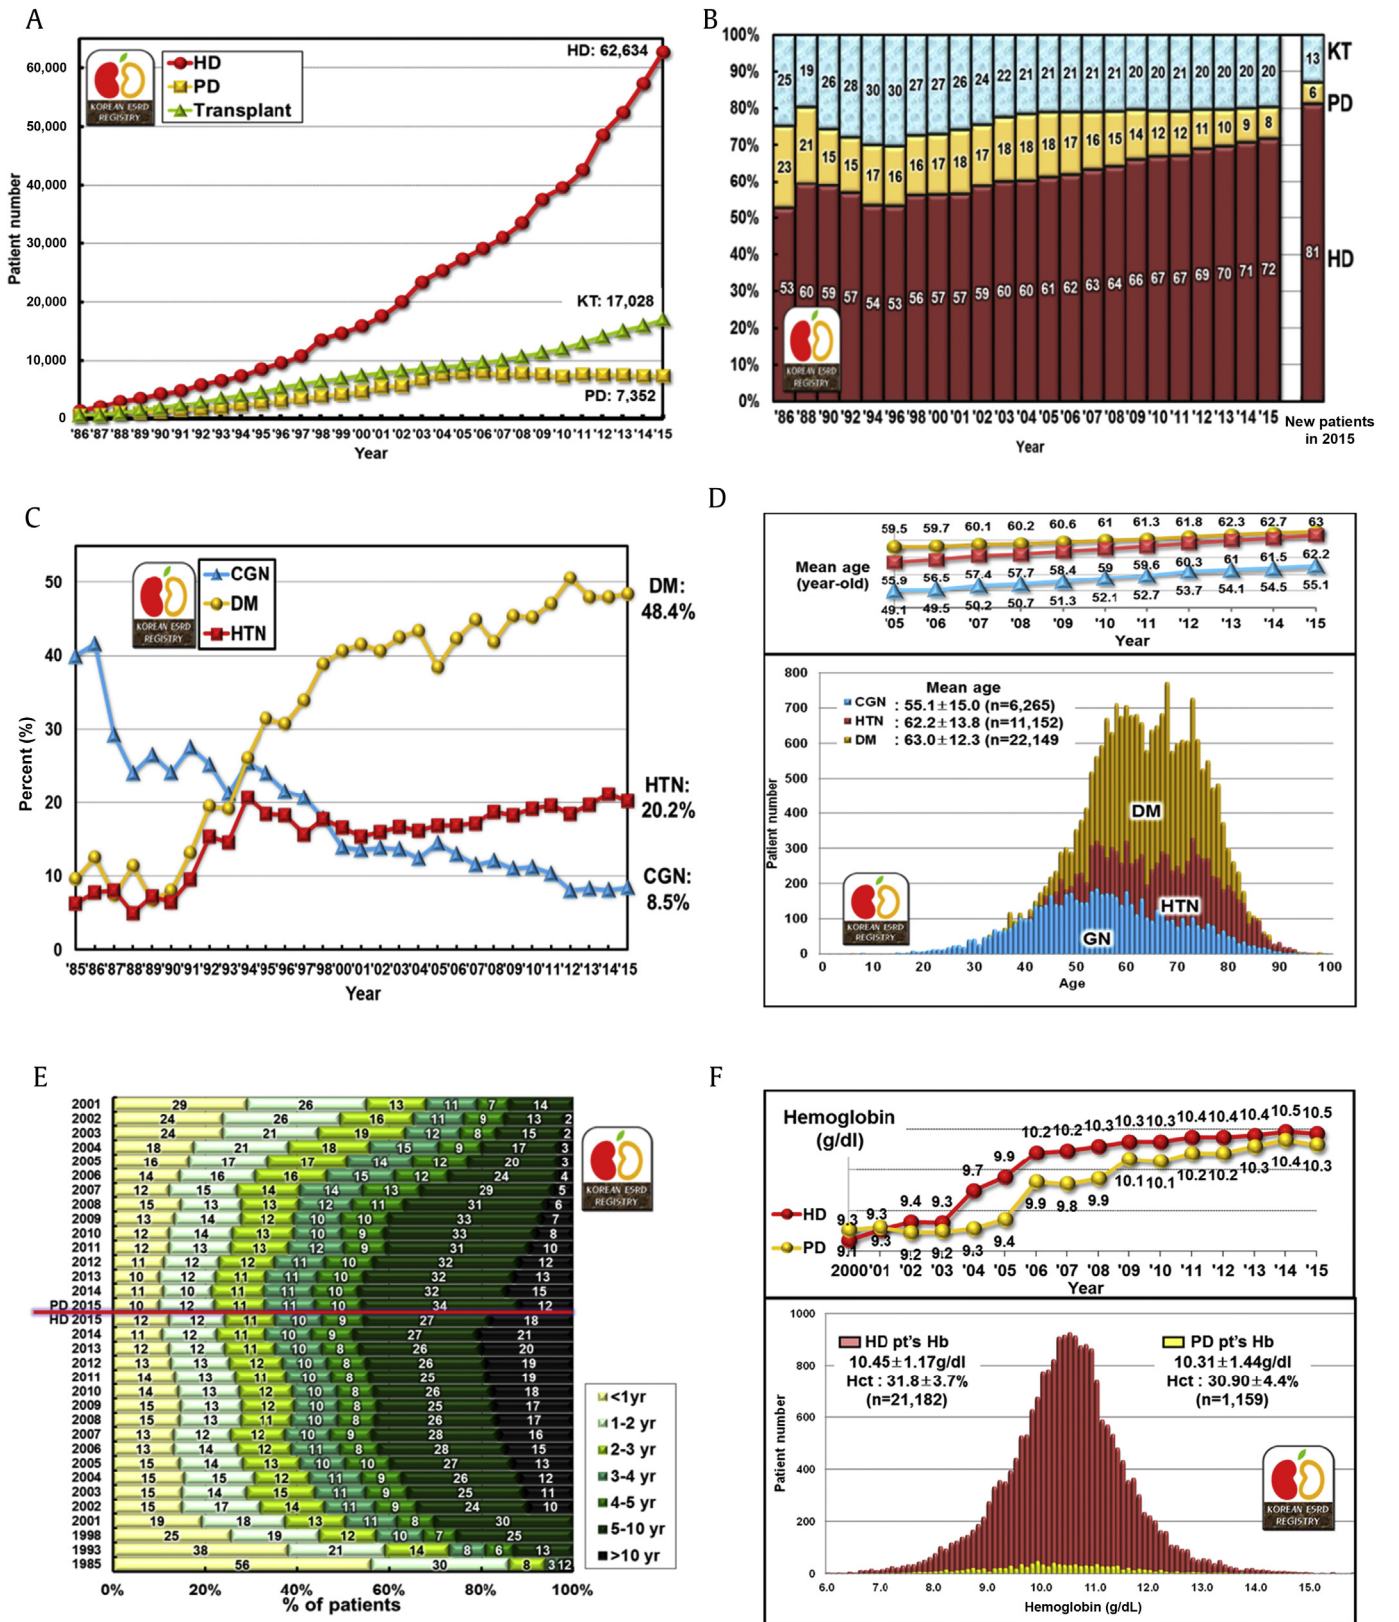 A
HD: 62,634
HD
PD
Transplant
KOREAN ESRD
REGISTRY
60,000
50,000
40,000
30,000
20,000
10,000
0
Patient number
KT: 17,028
PD: 7,352
'86 '87 '88 '89 '90 '91 '92 '93 '94 '95 '96 '97 '98 '99 '00 '01 '02 '03 '04 '05 '06 '07 '08 '09 '10 '11 '12 '13 '14 '15
Year
B
100%
90%
80%
70%
60%
50%
40%
30%
20%
10%
0%
25 19 26 28 30 30 27 27 26 24 22 21 21 21 21 21 20 20 21 20 20 20 20 13
23 21 15 15 17 16 16 17 18 17 18 18 18 17 16 15 14 12 12 11 10 9 8 6
53 60 59 57 54 53 56 57 57 59 60 60 61 62 63 64 66 67 67 69 70 71 72 81
KT
PD
HD
KOREAN ESRD
REGISTRY
'86 '88 '90 '92 '94 '96 '98 '00 '01 '02 '03 '04 '05 '06 '07 '08 '09 '10 '11 '12 '13 '14 '15
New patients
in 2015
Year
C
50
40
30
20
10
0
Percent (%)
KOREAN ESRD
REGISTRY
CGN
DM
HTN
DM:
48.4%
HTN:
20.2%
CGN:
8.5%
'85 '86 '87 '88 '89 '90 '91 '92 '93 '94 '95 '96 '97 '98 '00 '01 '02 '03 '04 '05 '06 '07 '08 '09 '10 '11 '12 '13 '14 '15
Year
D
59.5 59.7 60.1 60.2 60.6 61 61.3 61.8 62.3 62.7 63
Mean age
(year-old)
55.9 56.5 57.4 57.7 58.4 59 59.6 60.3 61 61.5 62.2
49.1 49.5 50.2 50.7 51.3 52.1 52.7 53.7 54.1 54.5 55.1
'05 '06 '07 '08 '09 '10 '11 '12 '13 '14 '15
Year
800
700
600
500
400
300
200
100
0
Patient number
Mean age
CGN : 55.1±15.0 (n=6,265)
HTN : 62.2±13.8 (n=11,152)
DM : 63.0±12.3 (n=22,149
DM
HTN
GN
KOREAN ESRD
REGISTRY
0 10 20 30 40 50 60 70 80 90 100
Age
E
2001 29 26 13 11 7 14
2002 24 26 16 11 9 13 2
2003 24 21 19 12 8 15 2
2004 18 21 18 15 9 17 3
2005 16 17 17 14 12 20 3
2006 14 16 16 15 12 24 4
2007 12 15 14 14 13 29 5
2008 15 13 13 12 11 31 6
2009 13 14 12 10 10 33 7
2010 12 14 13 10 9 33 8
2011 12 13 13 12 9 31 10
2012 11 12 12 11 10 32 12
2013 10 12 11 11 10 32 13
2014 11 10 11 11 10 32 15
PD 2015 10 12 11 11 10 34 12
HD 2015 12 12 11 10 9 27 18
2014 11 12 11 10 9 27 21
2013 12 12 11 10 8 26 20
2012 13 13 12 10 8 26 19
2011 14 13 11 10 8 25 19
2010 14 13 12 10 8 26 18
2009 15 13 12 10 8 25 17
2008 15 13 11 10 8 26 17
2007 13 12 12 10 9 28 16
2006 13 14 12 11 8 28 15
2005 15 14 13 10 10 27 13
2004 15 15 12 11 9 26 12
2003 15 14 15 11 9 25 11
2002 15 17 14 11 9 24 10
2001 19 18 13 11 8 30
1998 25 19 12 10 7 25
1993 38 21 14 8 6 13
1985 56 30 8 3 1 2
0% 20% 40% 60% 80% 100%
% of patients
KOREAN ESRD
REGISTRY
<1yr
1-2 yr
2-3 yr
3-4 yr
4-5 yr
5-10 yr
>10 yr
F
Hemoglobin
(g/dl)
9.1 9.3 9.4 9.3 9.7 9.9 10.2 10.2 10.3 10.3 10.3 10.4 10.4 10.4 10.5 10.5
9.3 9.3 9.2 9.2 9.3 9.4 9.9 9.8 9.9 10.1 10.1 10.2 10.2 10.3 10.4 10.3
HD
PD
2000 '01 '02 '03 '04 '05 '06 '07 '08 '09 '10 '11 '12 '13 '14 '15
Year
1000
800
600
400
200
0
Patient number
HD pt's Hb
10.45±1.17g/dl
Hct : 31.8±3.7%
(n=21,182)
PD pt's Hb
10.31±1.44g/dl
Hct : 30.90±4.4%
(n=1,159)
KOREAN ESRD
REGISTRY
6.0 7.0 8.0 9.0 10.0 11.0 12.0 13.0 14.0 15.0
Hemoglobin (g/dL)